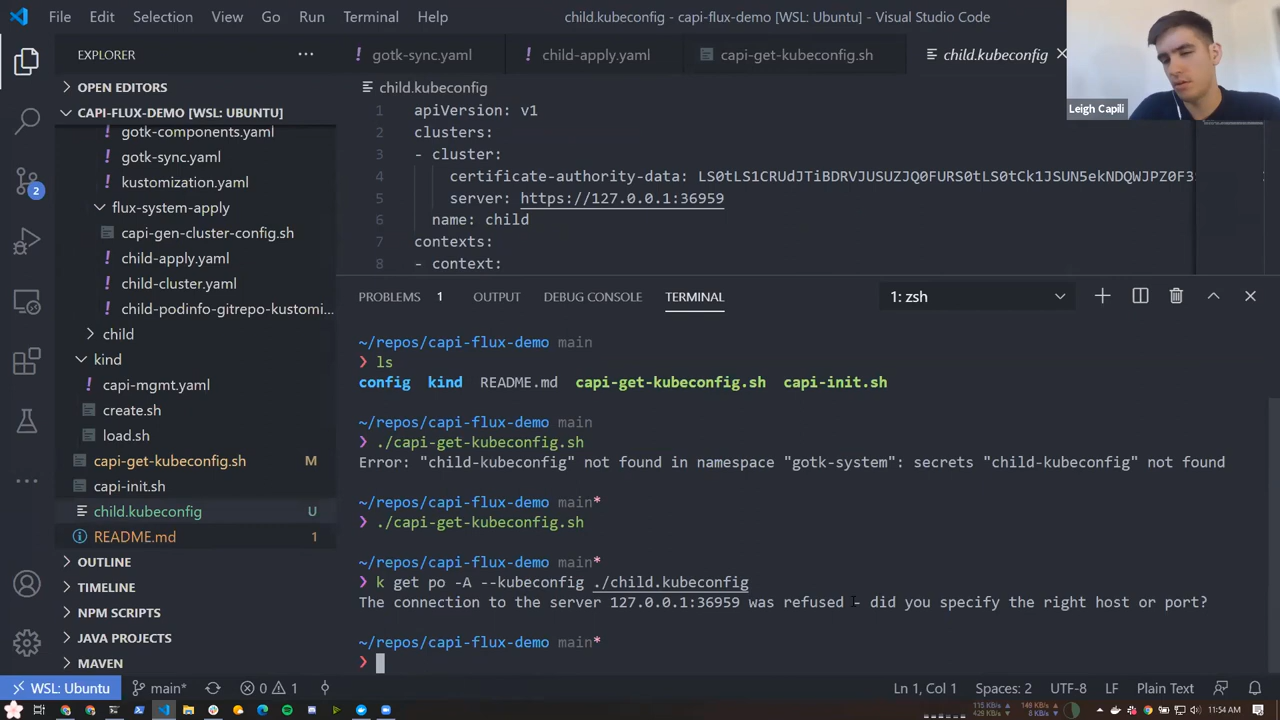 File Edit Selection View Go Run Terminal Help
child.kubeconfig - capi-flux-demo [WSL: Ubuntu] - Visual Studio Code
EXPLORER
OPEN EDITORS
CAPI-FLUX-DEMO [WSL: UBUNTU]
gotk-components.yaml
gotk-sync.yaml
kustomization.yaml
flux-system-apply
capi-gen-cluster-config.sh
child-apply.yaml
child-cluster.yaml
child-podinfo-gitrepo-kustomi...
child
kind
capi-mgmt.yaml
create.sh
load.sh
capi-get-kubeconfig.sh M
capi-init.sh
child.kubeconfig U
README.md 1
OUTLINE
TIMELINE
NPM SCRIPTS
JAVA PROJECTS
MAVEN
2
gotk-sync.yaml child-apply.yaml capi-get-kubeconfig.sh child.kubeconfig
child.kubeconfig
1 apiVersion: v1
2 clusters:
3 - cluster:
4 certificate-authority-data:
5 server: https://127.0.0.1:36959
6 name: child
7 contexts:
8 - context:
Leigh Capili
PROBLEMS 1 OUTPUT DEBUG CONSOLE TERMINAL 1: zsh
~/repos/capi-flux-demo main
❯ ls
config kind README.md capi-get-kubeconfig.sh capi-init.sh
~/repos/capi-flux-demo main
❯ ./capi-get-kubeconfig.sh
Error: "child-kubeconfig" not found in namespace "gotk-system": secrets "child-kubeconfig" not found
~/repos/capi-flux-demo main*
❯ ./capi-get-kubeconfig.sh
~/repos/capi-flux-demo main*
❯ k get po -A --kubeconfig ./child.kubeconfig
The connection to the server 127.0.0.1:36959 was refused - did you specify the right host or port?
~/repos/capi-flux-demo main*
❯
WSL: Ubuntu main* 0 1 Ln 1, Col 1 Spaces: 2 UTF-8 LF Plain Text
11:54 AM